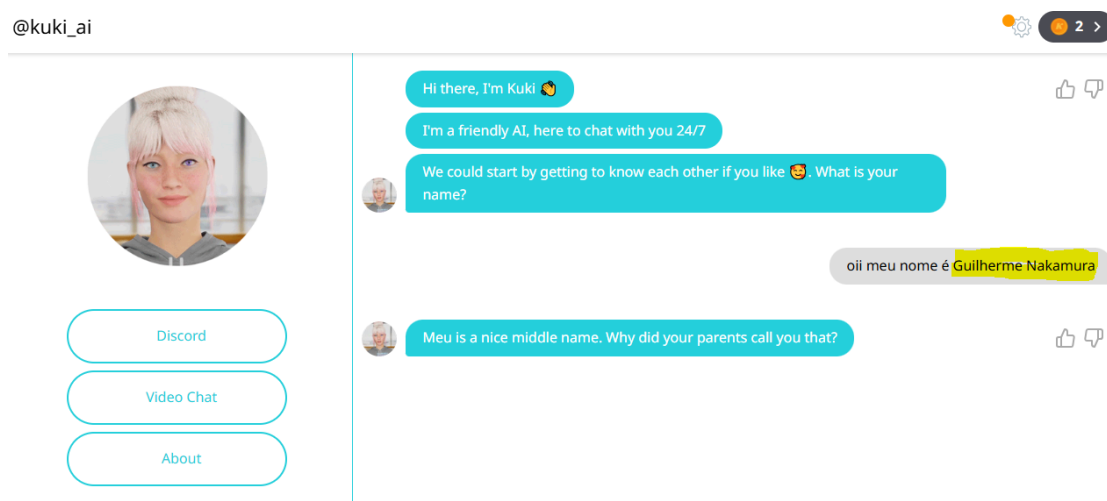 @kuki_ai
2 >
Hi there, I'm Kuki 👏
I'm a friendly AI, here to chat with you 24/7
We could start by getting to know each other if you like 🥰. What is your
name?
oii meu nome é Guilherme Nakamura
Meu is a nice middle name. Why did your parents call you that?
Discord
Video Chat
About